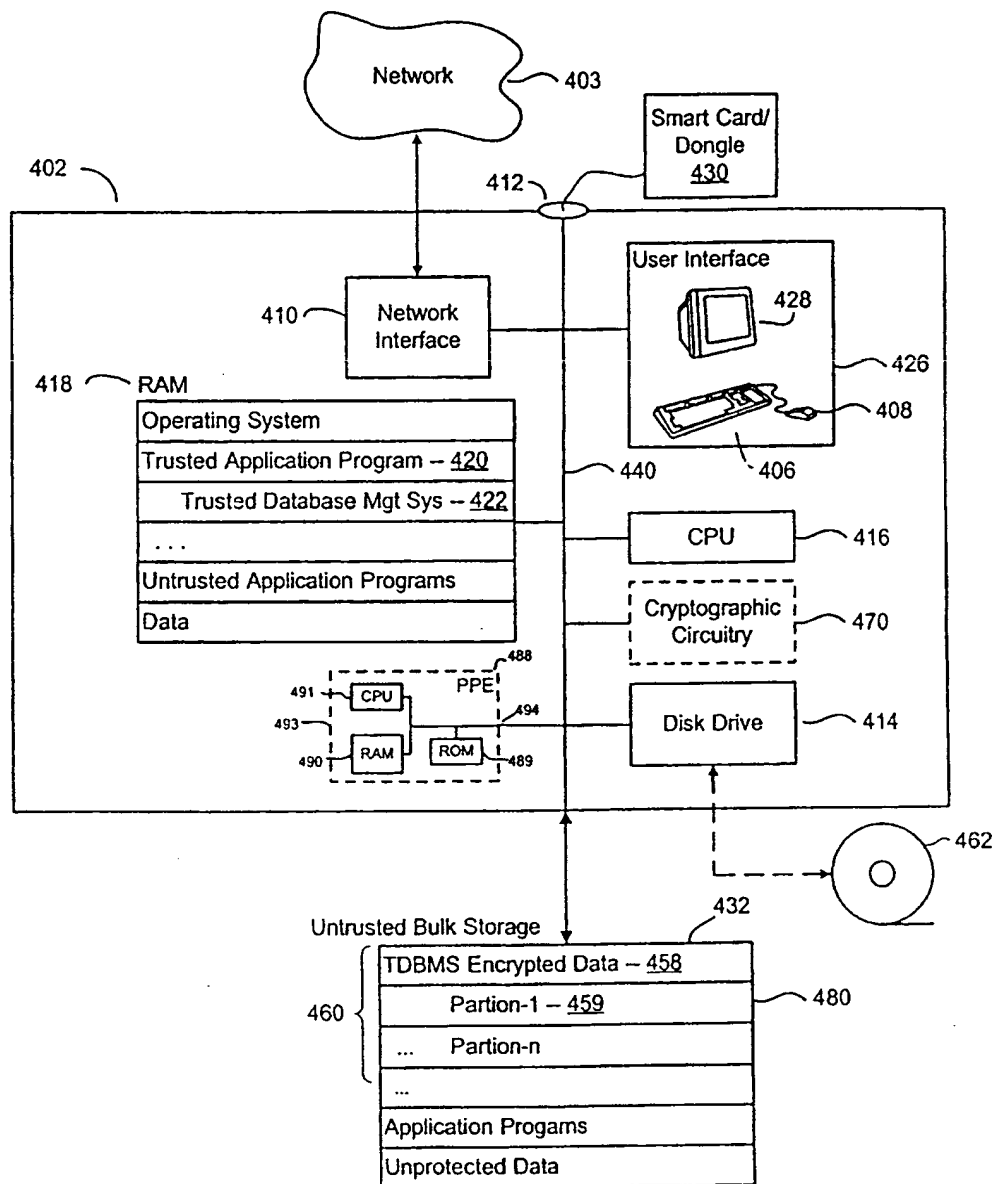 Network
403
Smart Card/
Dongle
430
402
412
User Interface
428
410
Network
Interface
426
418
RAM
408
Operating System
406
Trusted Application Program – 420
440
Trusted Database Mgt Sys – 422
CPU
416
. . .
Untrusted Application Programs
Data
Cryptographic
Circuitry
470
488
PPE
491
CPU
494
493
490
RAM
ROM
489
Disk Drive
414
462
432
Untrusted Bulk Storage
TDBMS Encrypted Data – 458
460
Partion-1 – 459
480
... Partion-n
...
Application Progams
Unprotected Data